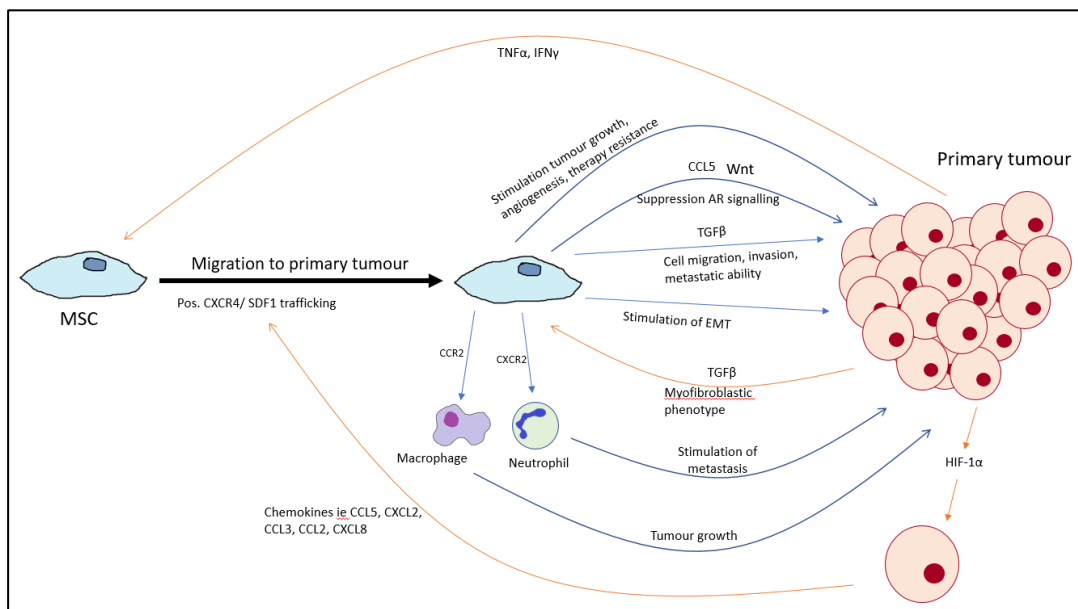 TNFα, IFNγ
Stimulation tumour growth,
angiogenesis, therapy resistance
Primary tumour
CCL5 Wnt
Suppression AR signalling
TGFβ
Cell migration, invasion,
metastatic ability
Migration to primary tumour
MSC
Pos. CXCR4/ SDF1 trafficking
Stimulation of EMT
CCR2
CXCR2
TGFβ
Myofibroblastic
phenotype
Macrophage
Neutrophil
Stimulation of
metastasis
HIF-1α
Chemokines ie CCL5, CXCL2,
CCL3, CCL2, CXCL8
Tumour growth